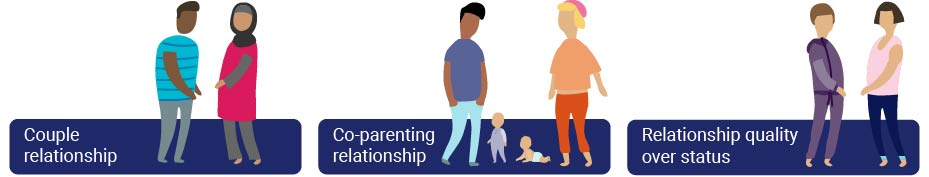 Couple
relationship
Co-parenting
relationship
Relationship quality
over status